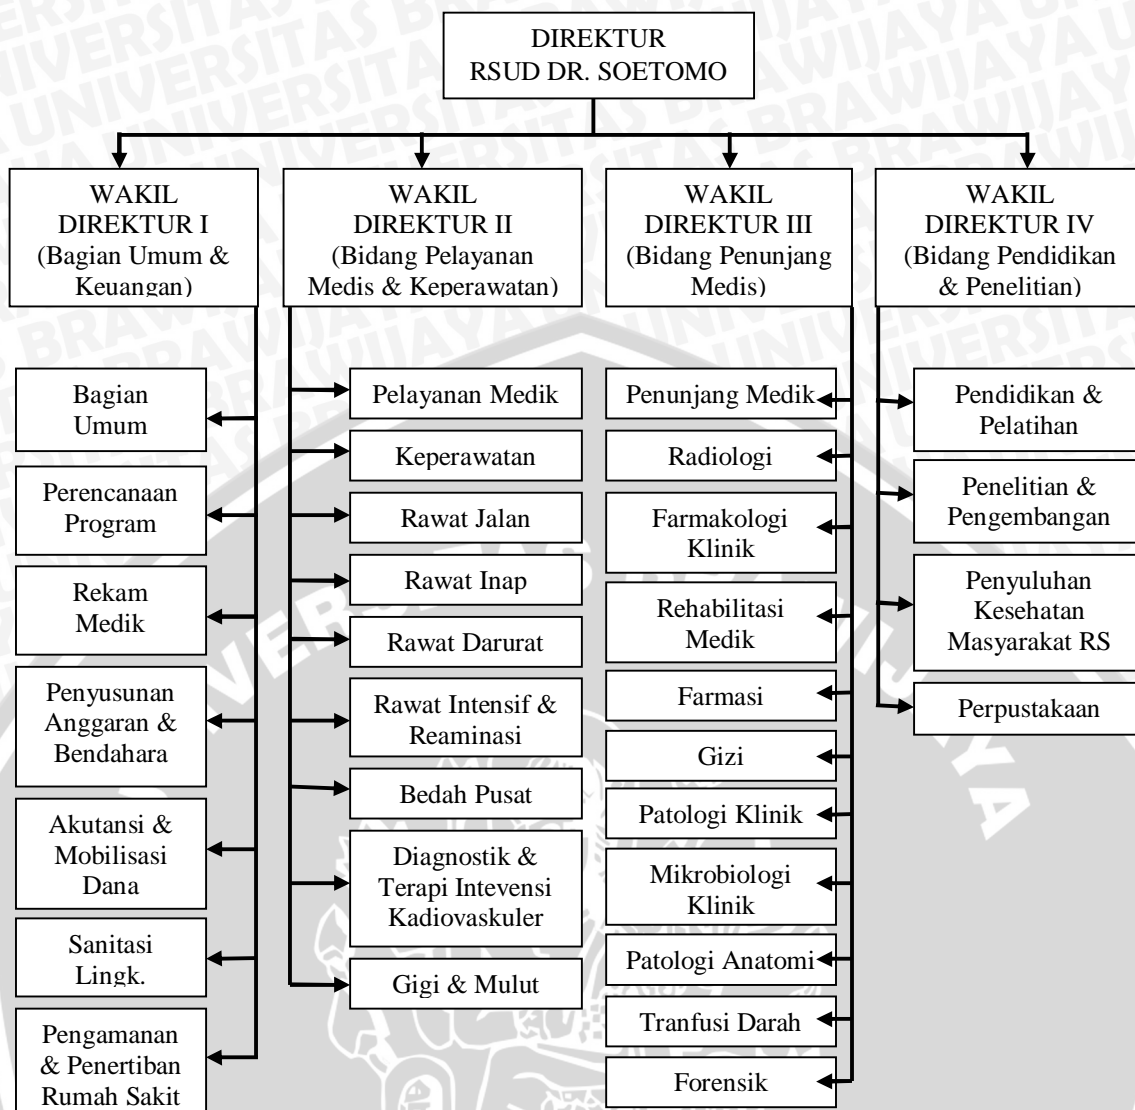 DIREKTUR
RSUD DR. SOETOMO
WAKIL
DIREKTUR I
(Bagian Umum &
Keuangan)
WAKIL
DIREKTUR II
(Bidang Pelayanan
Medis & Keperawatan)
WAKIL
DIREKTUR III
(Bidang Penunjang
Medis)
WAKIL
DIREKTUR IV
(Bidang Pendidikan
& Penelitian)
Bagian
Umum
Perencanaan
Program
Rekam
Medik
Penyusunan
Anggaran &
Bendahara
Akutansi &
Mobilisasi
Dana
Sanitasi
Lingk.
Pengamanan
& Penertiban
Rumah Sakit
Pelayanan Medik
Keperawatan
Rawat Jalan
Rawat Inap
Rawat Darurat
Rawat Intensif &
Reaminasi
Bedah Pusat
Diagnostik &
Terapi Intevensi
Kadiovaskuler
Gigi & Mulut
Penunjang Medik
Radiologi
Farmakologi
Klinik
Rehabilitasi
Medik
Farmasi
Gizi
Patologi Klinik
Mikrobiologi
Klinik
Patologi Anatomi
Tranfusi Darah
Forensik
Pendidikan &
Pelatihan
Penelitian &
Pengembangan
Penyuluhan
Kesehatan
Masyarakat RS
Perpustakaan
UNIVERSITAS BRAWIJAYA